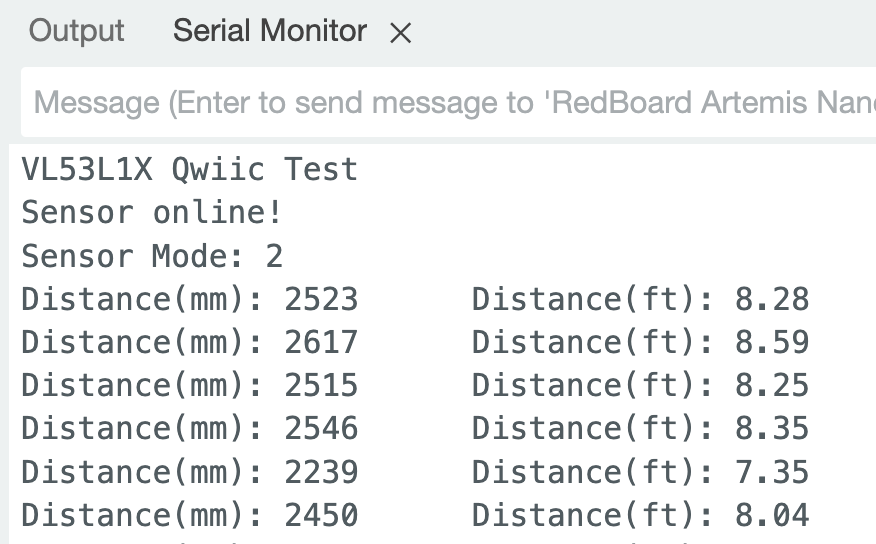 Output Serial Monitor ×
Message (Enter to send message to 'RedBoard Artemis
VL53L1X Qwiic Test
Sensor online!
Sensor Mode: 2
Distance(mm): 2523 Distance(ft): 8.28
Distance(mm): 2617 Distance(ft): 8.59
Distance(mm): 2515 Distance(ft): 8.25
Distance(mm): 2546 Distance(ft): 8.35
Distance(mm): 2239 Distance(ft): 7.35
Distance(mm): 2450 Distance(ft): 8.04